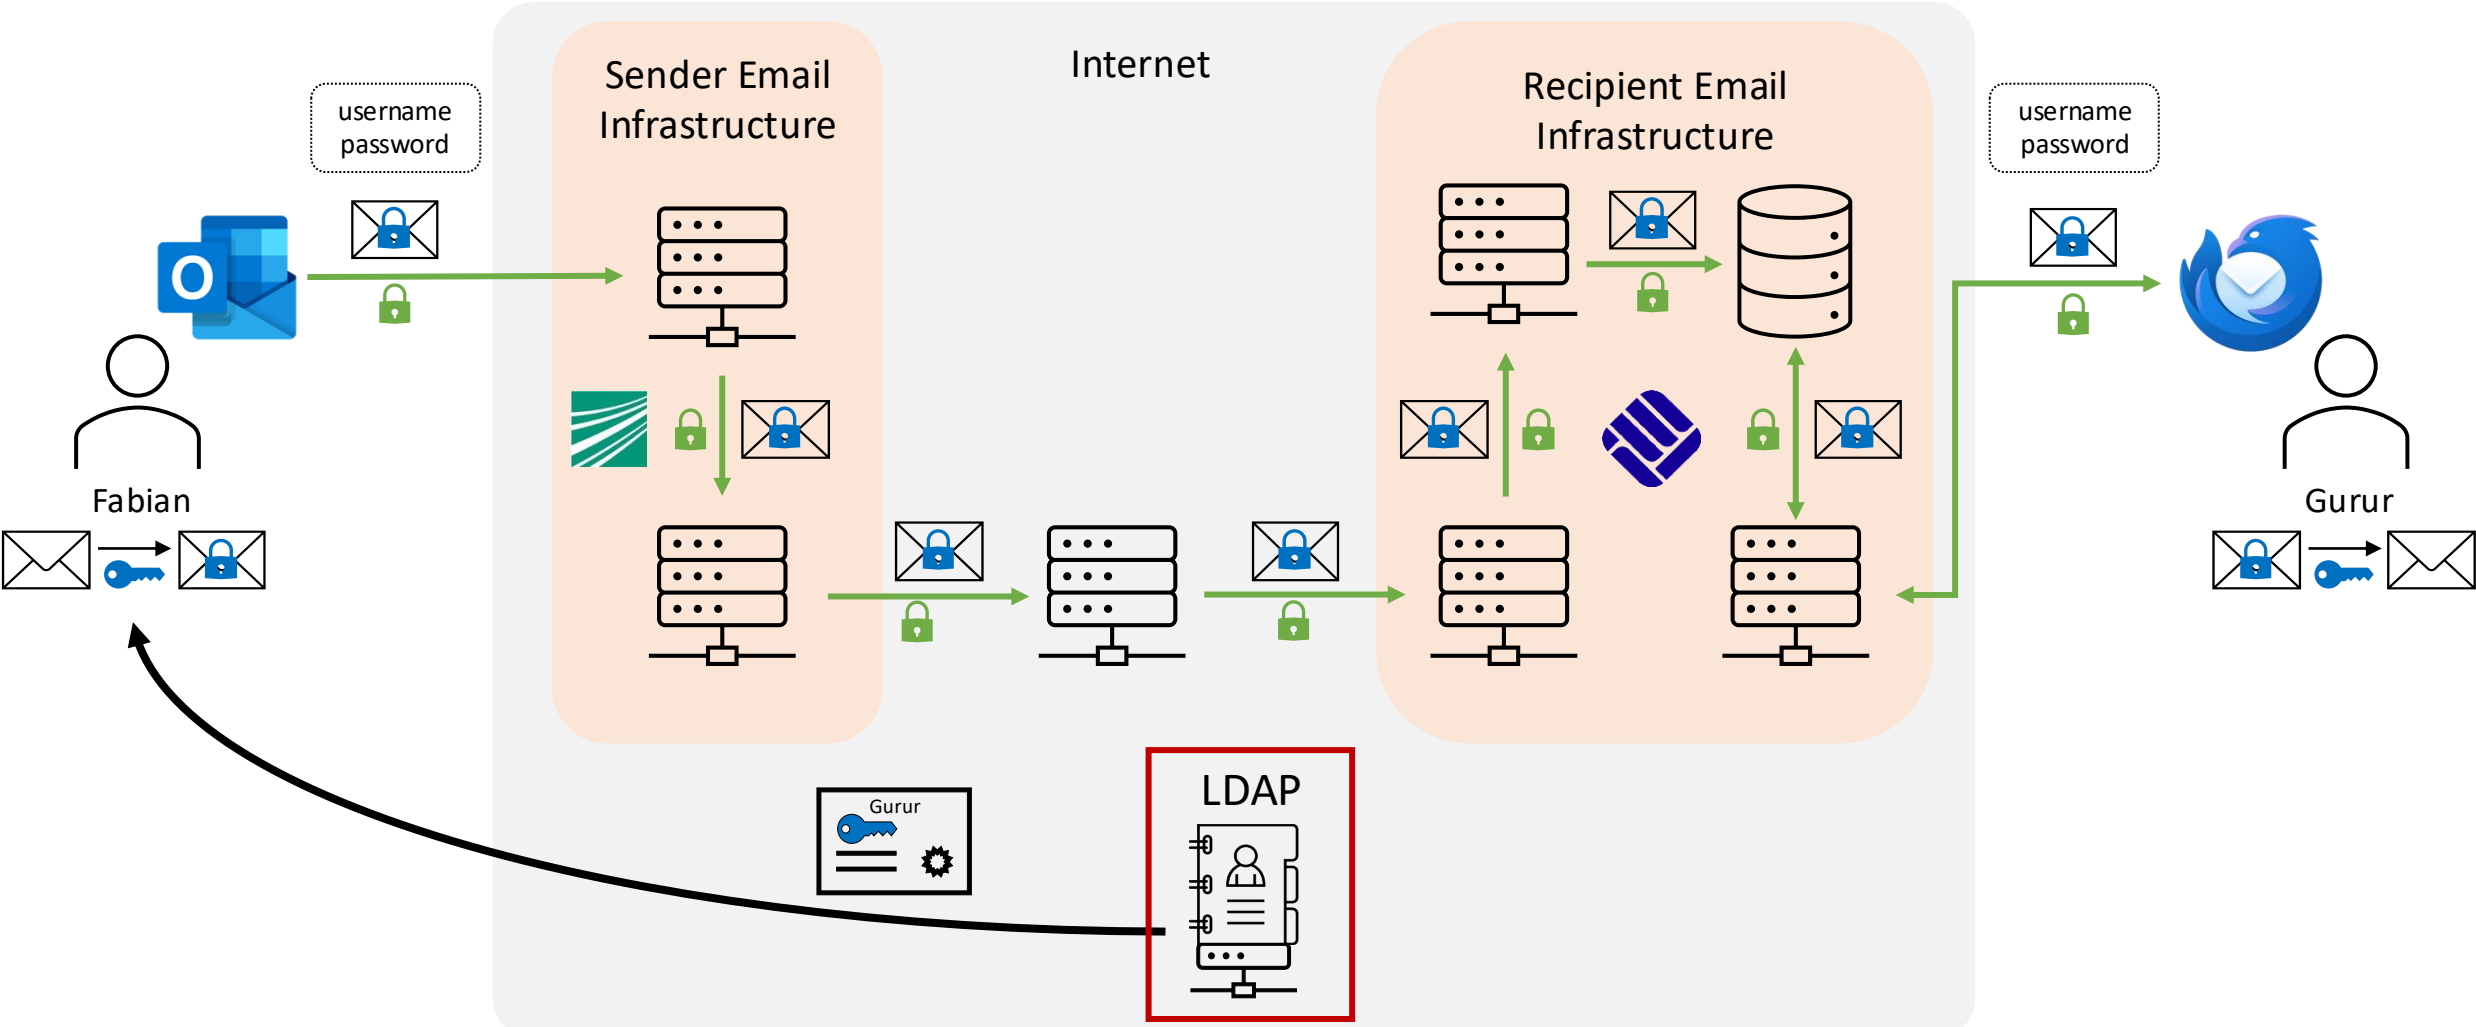 Internet
Sender Email
Infrastructure
Recipient Email
Infrastructure
username
password
username
password
O
Fabian
Gurur
LDAP
Gurur